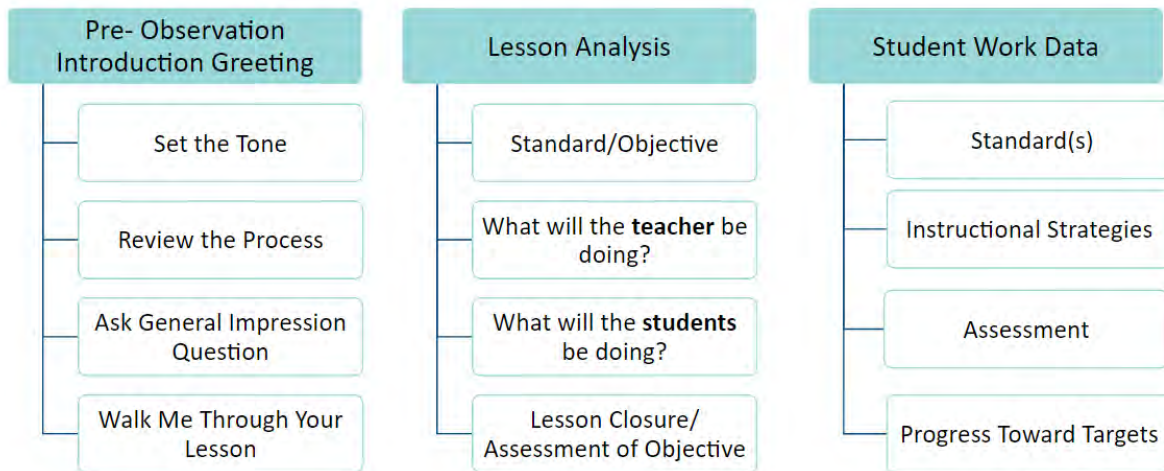 Pre- Observation
Introduction Greeting
Set the Tone
Review the Process
Ask General Impression
Question
Walk Me Through Your
Lesson
Lesson Analysis
Standard/Objective
What will the teacher be
doing?
What will the students
be doing?
Lesson Closure/
Assessment of Objective
Student Work Data
Standard(s)
Instructional Strategies
Assessment
Progress Toward Targets